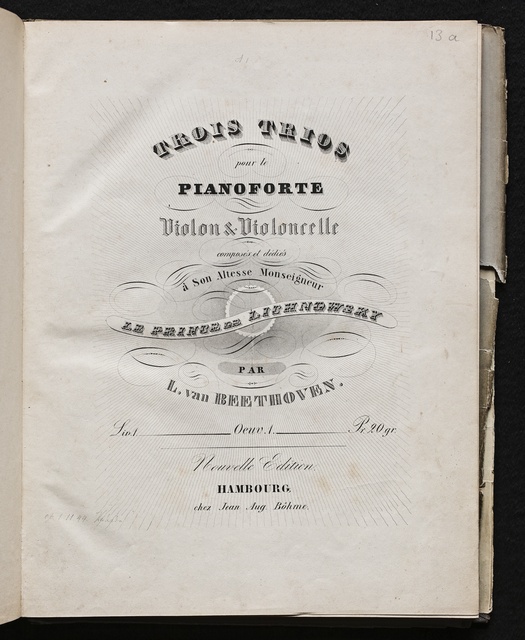 13 a
TROIS TRIOS
pour le
PIANOFORTE
Violon & Violoncelle
composés et dédiés
à Son Altesse Monseigneur
LE PRINCE DE LICHNOWSKY
PAR
L. van BEETHOVEN.
Liv. 1 Oeuv. 1. Pr. 20 gr.
Nouvelle Edition
HAMBOURG,
chez Jean Aug. Böhme.